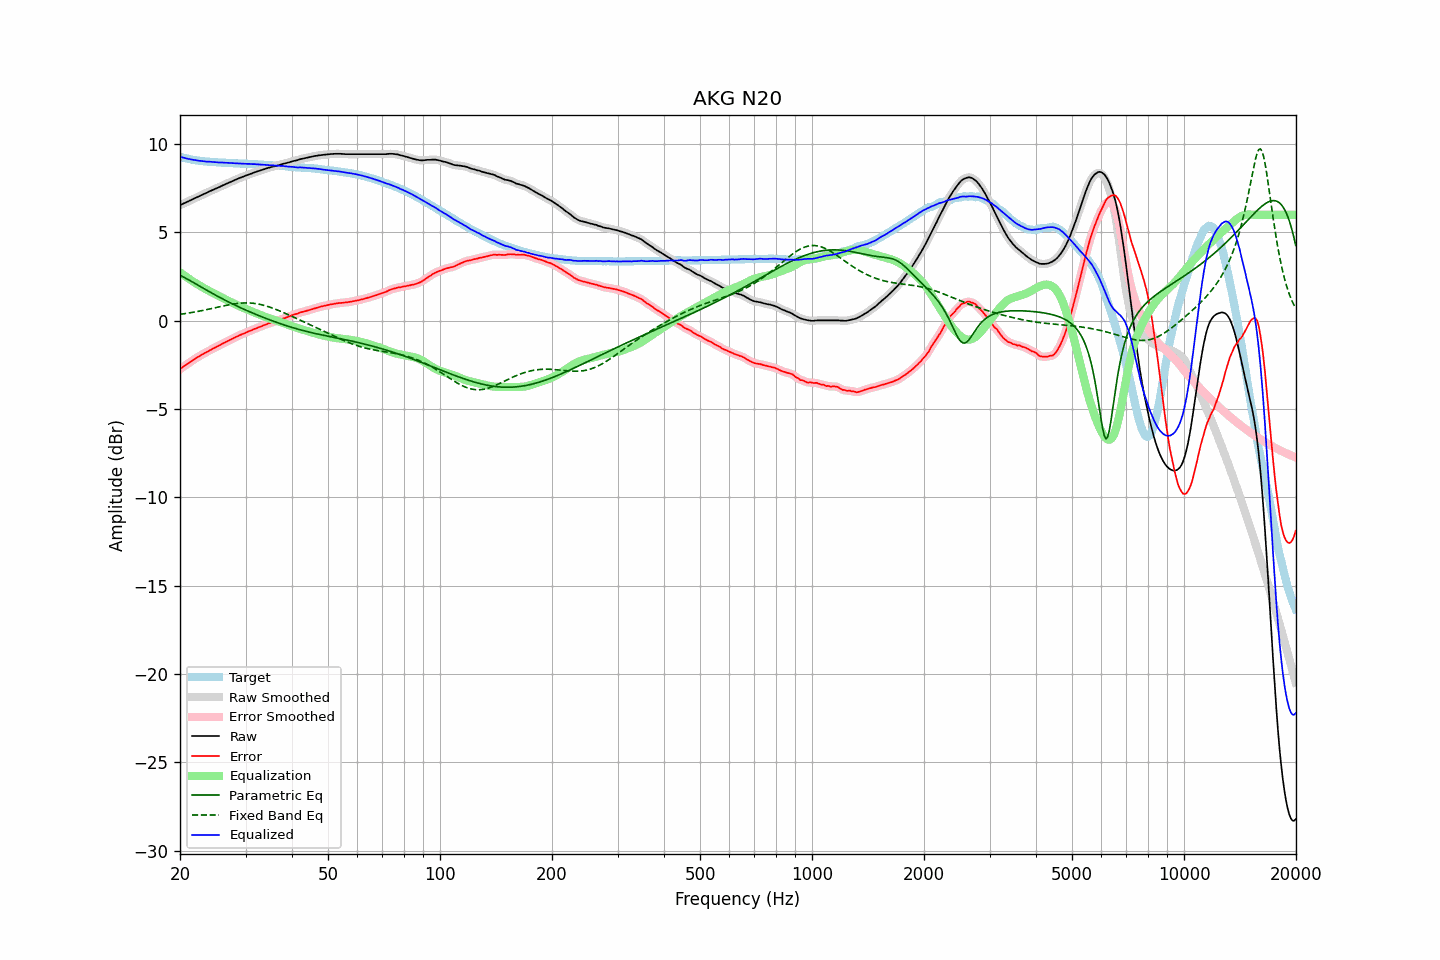 AKG N20
10
5
0
−5
−10
−15
−20
−25
−30
Amplitude (dBr)
Target
Raw Smoothed
Error Smoothed
Raw
Error
Equalization
Parametric Eq
Fixed Band Eq
Equalized
20 50 100 200 500 1000 2000 5000 10000 20000
Frequency (Hz)